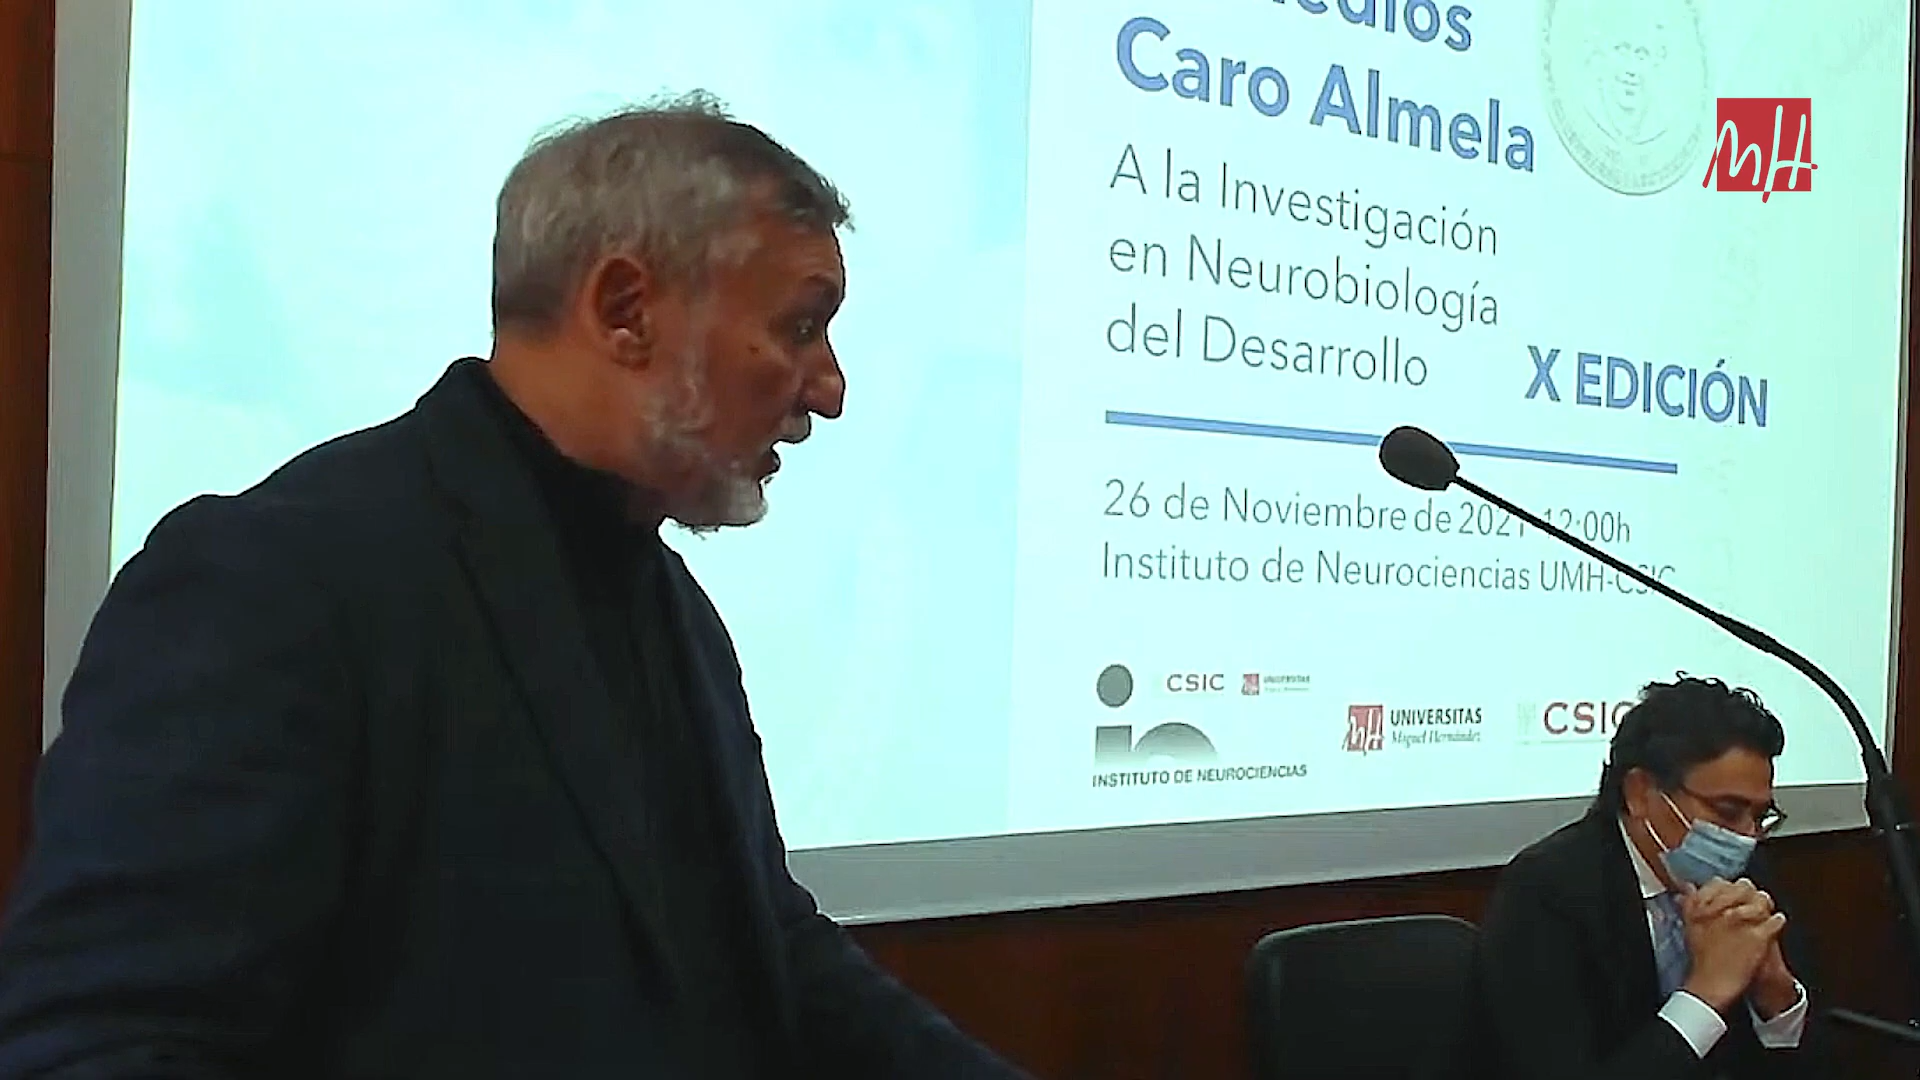 Caro Almela
A la Investigación
en Neurobiología
del Desarrollo
X EDICIÓN
26 de Noviembre de 2021 12:00h
Instituto de Neurociencias UMH-CSIC
CSIC
INSTITUTO DE NEUROCIENCIAS
UNIVERSITAS
Miguel Hernández
CSIC